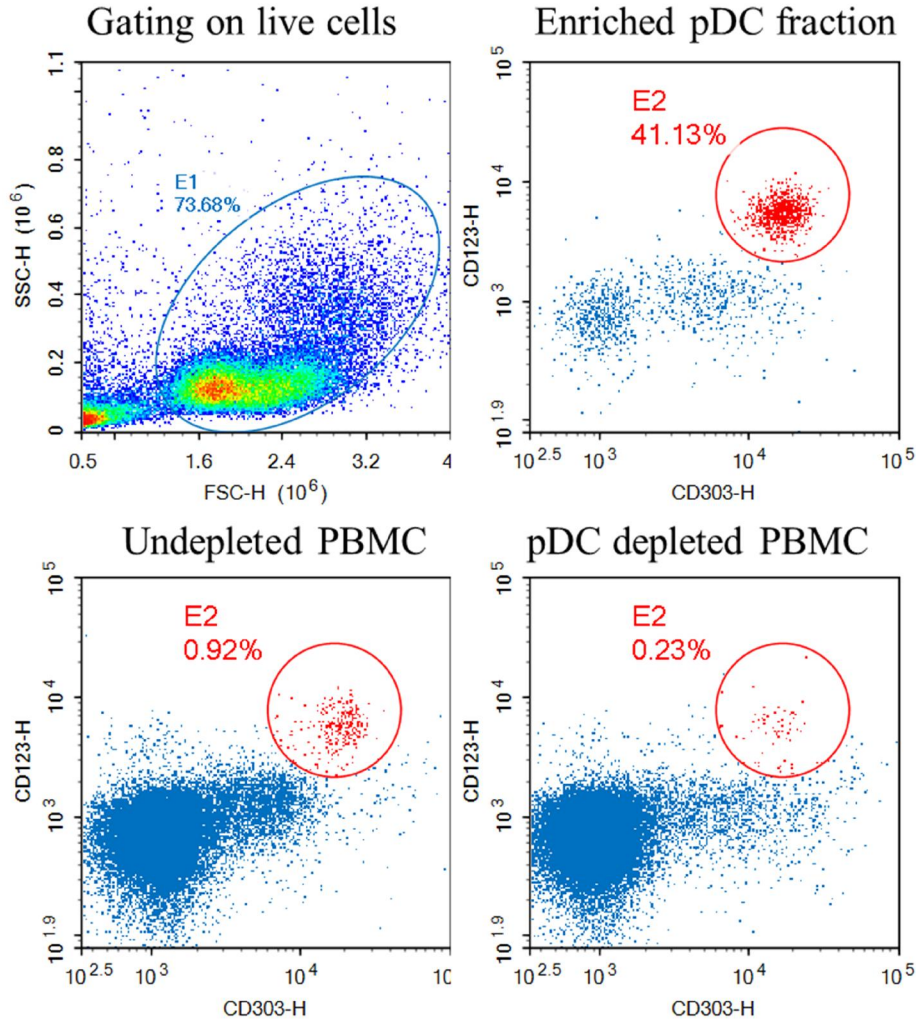 Gating on live cells
1.1
0.8
0.6
0.4
0.2
0
SSC-H (10^6)
E1
73.68%
0.5
1.6
2.4
3.2
4
FSC-H (10^6)
Enriched pDC fraction
10^5
10^4
10^3
10^1.9
CD123-H
E2
41.13%
10^2.5
10^3
10^4
10^5
CD303-H
Undepleted PBMC
10^5
10^4
10^3
10^1.9
CD123-H
E2
0.92%
10^2.5
10^3
10^4
10
CD303-H
pDC depleted PBMC
10^5
10^4
10^3
10^1.9
CD123-H
E2
0.23%
10^2.5
10^3
10^4
10^5
CD303-H